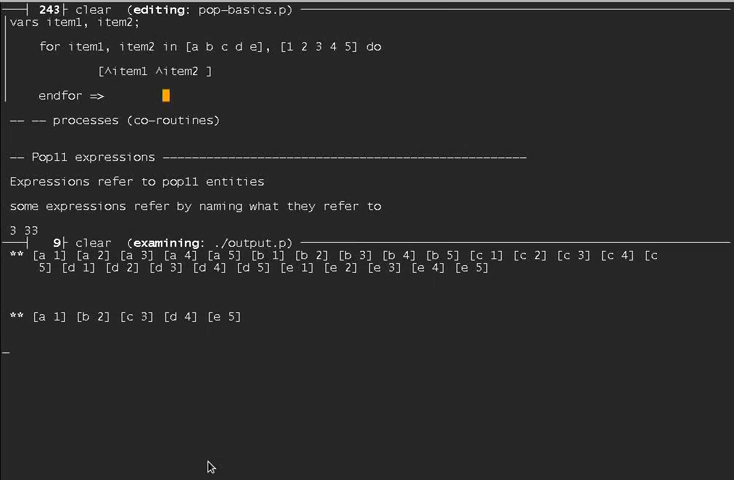 243 clear (editing: pop-basics.p)
vars item1, item2;
for item1, item2 in [a b c d e], [1 2 3 4 5] do
[^item1 ^item2 ]
endfor =>
-- -- processes (co-routines)
-- Pop11 expressions --------------------------------------------------
Expressions refer to pop11 entities
some expressions refer by naming what they refer to
3 33
9 clear (examining: ./output.p)
** [a 1] [a 2] [a 3] [a 4] [a 5] [b 1] [b 2] [b 3] [b 4] [b 5] [c 1] [c 2] [c 3] [c 4] [c
5] [d 1] [d 2] [d 3] [d 4] [d 5] [e 1] [e 2] [e 3] [e 4] [e 5]
** [a 1] [b 2] [c 3] [d 4] [e 5]